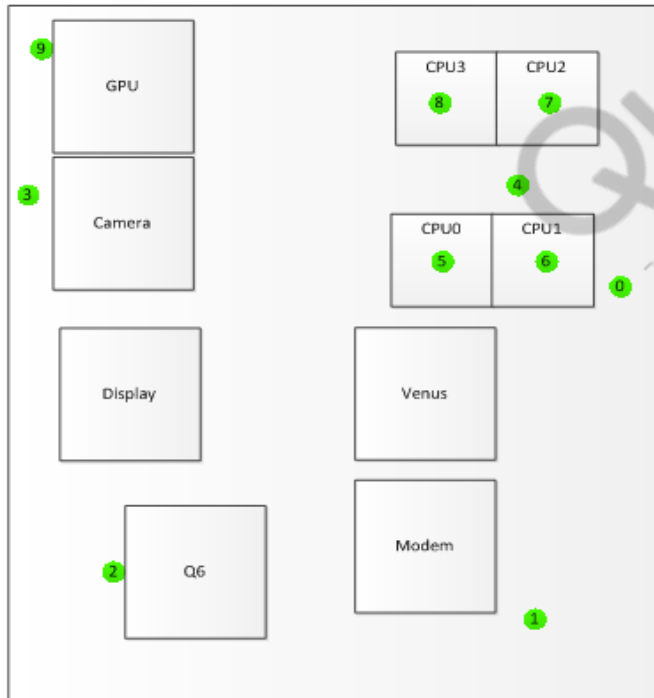 9
GPU
CPU3
CPU2
8
7
3
4
Camera
CPU0
CPU1
5
6
0
Display
Venus
2
Q6
Modem
1